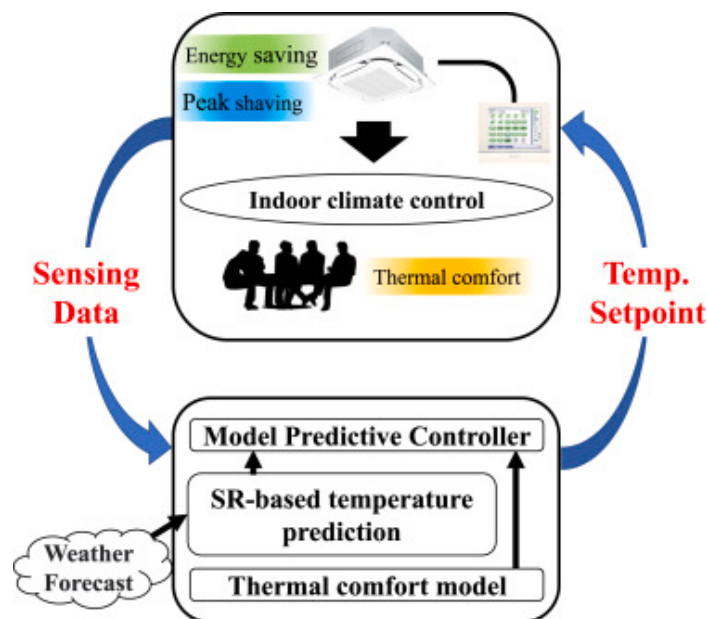 Energy saving
Peak shaving
Indoor climate control
Thermal comfort
Sensing
Data
Temp.
Setpoint
Model Predictive Controller
SR-based temperature
prediction
Weather
Forecast
Thermal comfort model